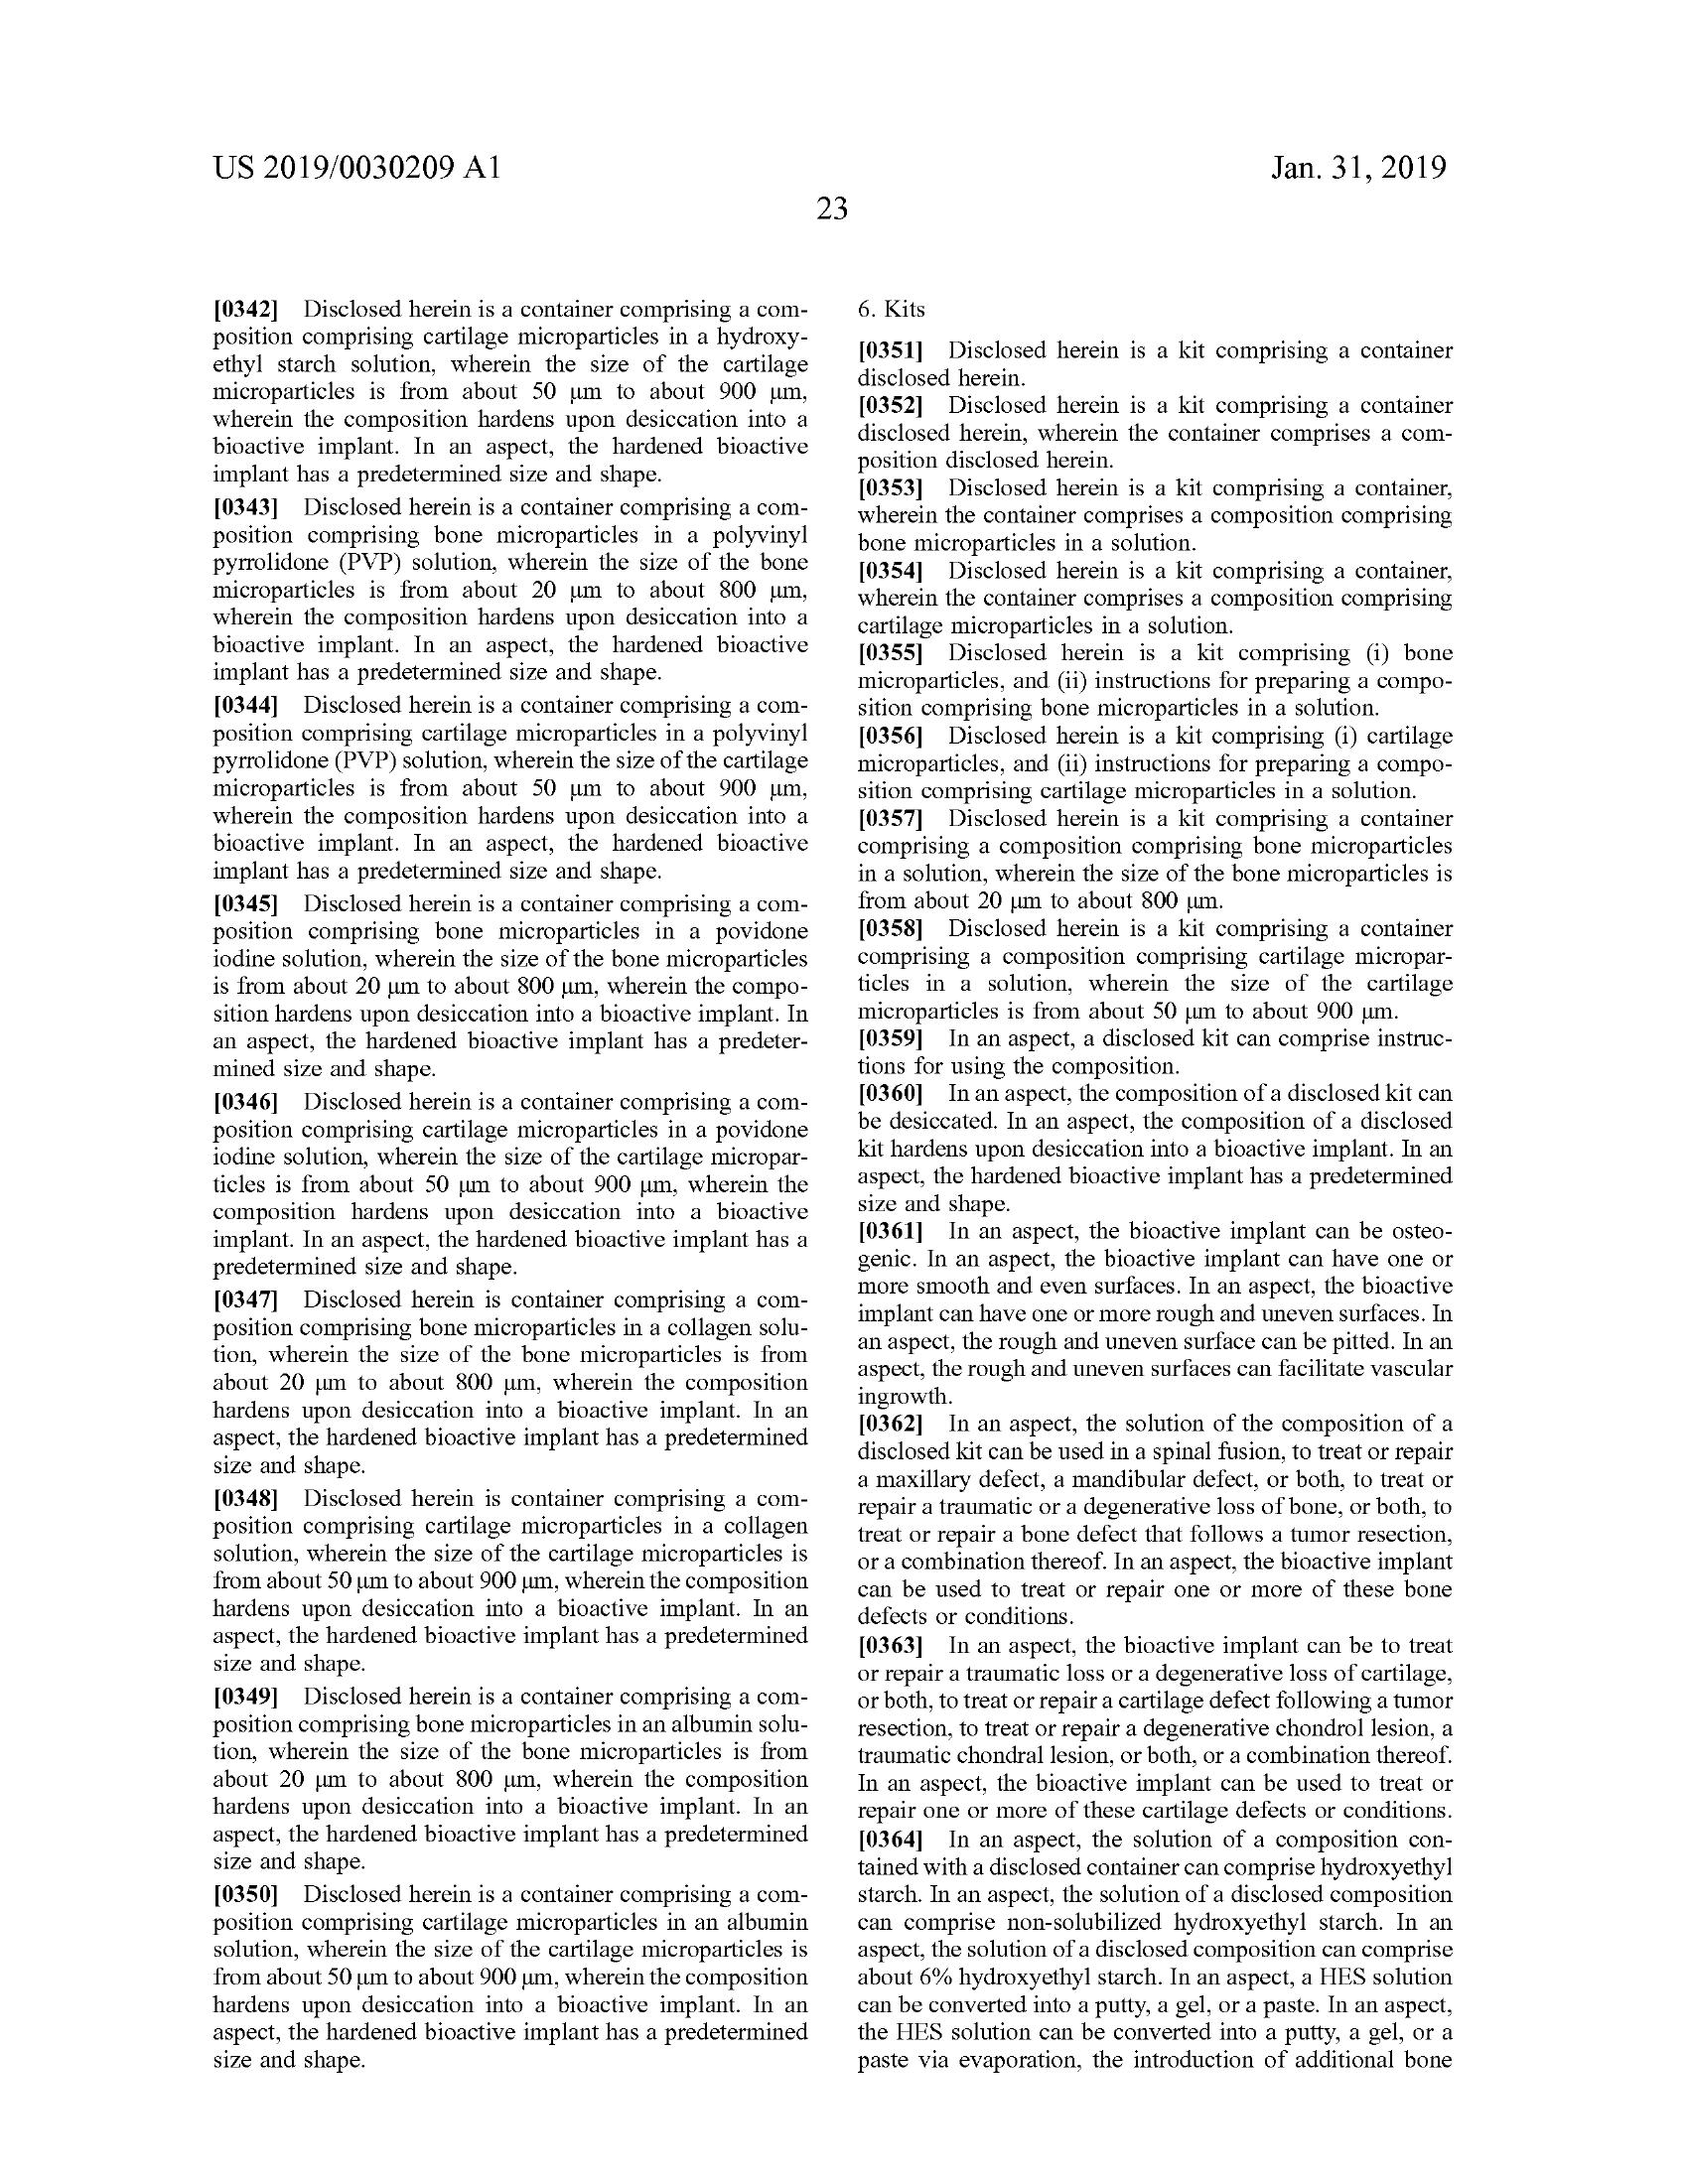 US 2019/0030209 A1
Jan. 31, 2019
23
[0342] Disclosed herein is a container comprising a com-
position comprising cartilage microparticles in a hydroxy-
ethyl starch solution, wherein the size of the cartilage
microparticles is from about 50 μm to about 900 μm,
wherein the composition hardens upon desiccation into a
bioactive implant. In an aspect, the hardened bioactive
implant has a predetermined size and shape.
[0343] Disclosed herein is a container comprising a com-
position comprising bone microparticles in a polyvinyl
pyrrolidone (PVP) solution, wherein the size of the bone
microparticles is from about 20 μm to about 800 μm,
wherein the composition hardens upon desiccation into a
bioactive implant. In an aspect, the hardened bioactive
implant has a predetermined size and shape.
[0344] Disclosed herein is a container comprising a com-
position comprising cartilage microparticles in a polyvinyl
pyrrolidone (PVP) solution, wherein the size of the cartilage
microparticles is from about 50 μm to about 900 μm,
wherein the composition hardens upon desiccation into a
bioactive implant. In an aspect, the hardened bioactive
implant has a predetermined size and shape.
[0345] Disclosed herein is a container comprising a com-
position comprising bone microparticles in a povidone
iodine solution, wherein the size of the bone microparticles
is from about 20 μm to about 800 μm, wherein the compo-
sition hardens upon desiccation into a bioactive implant. In
an aspect, the hardened bioactive implant has a predeter-
mined size and shape.
[0346] Disclosed herein is a container comprising a com-
position comprising cartilage microparticles in a povidone
iodine solution, wherein the size of the cartilage micropar-
ticles is from about 50 μm to about 900 μm, wherein the
composition hardens upon desiccation into a bioactive
implant. In an aspect, the hardened bioactive implant has a
predetermined size and shape.
[0347] Disclosed herein is container comprising a com-
position comprising bone microparticles in a collagen solu-
tion, wherein the size of the bone microparticles is from
about 20 μm to about 800 μm, wherein the composition
hardens upon desiccation into a bioactive implant. In an
aspect, the hardened bioactive implant has a predetermined
size and shape.
[0348] Disclosed herein is container comprising a com-
position comprising cartilage microparticles in a collagen
solution, wherein the size of the cartilage microparticles is
from about 50 μm to about 900 μm, wherein the composition
hardens upon desiccation into a bioactive implant. In an
aspect, the hardened bioactive implant has a predetermined
size and shape.
[0349] Disclosed herein is a container comprising a com-
position comprising bone microparticles in an albumin solu-
tion, wherein the size of the bone microparticles is from
about 20 μm to about 800 μm, wherein the composition
hardens upon desiccation into a bioactive implant. In an
aspect, the hardened bioactive implant has a predetermined
size and shape.
[0350] Disclosed herein is a container comprising a com-
position comprising cartilage microparticles in an albumin
solution, wherein the size of the cartilage microparticles is
from about 50 μm to about 900 μm, wherein the composition
hardens upon desiccation into a bioactive implant. In an
aspect, the hardened bioactive implant has a predetermined
size and shape.
6. Kits
[0351] Disclosed herein is a kit comprising a container
disclosed herein.
[0352] Disclosed herein is a kit comprising a container
disclosed herein, wherein the container comprises a com-
position disclosed herein.
[0353] Disclosed herein is a kit comprising a container,
wherein the container comprises a composition comprising
bone microparticles in a solution.
[0354] Disclosed herein is a kit comprising a container,
wherein the container comprises a composition comprising
cartilage microparticles in a solution.
[0355] Disclosed herein is a kit comprising (i) bone
microparticles, and (ii) instructions for preparing a compo-
sition comprising bone microparticles in a solution.
[0356] Disclosed herein is a kit comprising (i) cartilage
microparticles, and (ii) instructions for preparing a compo-
sition comprising cartilage microparticles in a solution.
[0357] Disclosed herein is a kit comprising a container
comprising a composition comprising bone microparticles
in a solution, wherein the size of the bone microparticles is
from about 20 μm to about 800 μm.
[0358] Disclosed herein is a kit comprising a container
comprising a composition comprising cartilage micropar-
ticles in a solution, wherein the size of the cartilage
microparticles is from about 50 μm to about 900 μm.
[0359] In an aspect, a disclosed kit can comprise instruc-
tions for using the composition.
[0360] In an aspect, the composition of a disclosed kit can
be desiccated. In an aspect, the composition of a disclosed
kit hardens upon desiccation into a bioactive implant. In an
aspect, the hardened bioactive implant has a predetermined
size and shape.
[0361] In an aspect, the bioactive implant can be osteo-
genic. In an aspect, the bioactive implant can have one or
more smooth and even surfaces. In an aspect, the bioactive
implant can have one or more rough and uneven surfaces. In
an aspect, the rough and uneven surface can be pitted. In an
aspect, the rough and uneven surfaces can facilitate vascular
ingrowth.
[0362] In an aspect, the solution of the composition of a
disclosed kit can be used in a spinal fusion, to treat or repair
a maxillary defect, a mandibular defect, or both, to treat or
repair a traumatic or a degenerative loss of bone, or both, to
treat or repair a bone defect that follows a tumor resection,
or a combination thereof. In an aspect, the bioactive implant
can be used to treat or repair one or more of these bone
defects or conditions.
[0363] In an aspect, the bioactive implant can be to treat
or repair a traumatic loss or a degenerative loss of cartilage,
or both, to treat or repair a cartilage defect following a tumor
resection, to treat or repair a degenerative chondrol lesion, a
traumatic chondral lesion, or both, or a combination thereof.
In an aspect, the bioactive implant can be used to treat or
repair one or more of these cartilage defects or conditions.
[0364] In an aspect, the solution of a composition con-
tained with a disclosed container can comprise hydroxyethyl
starch. In an aspect, the solution of a disclosed composition
can comprise non-solubilized hydroxyethyl starch. In an
aspect, the solution of a disclosed composition can comprise
about 6% hydroxyethyl starch. In an aspect, a HES solution
can be converted into a putty, a gel, or a paste. In an aspect,
the HES solution can be converted into a putty, a gel, or a
paste via evaporation, the introduction of additional bone